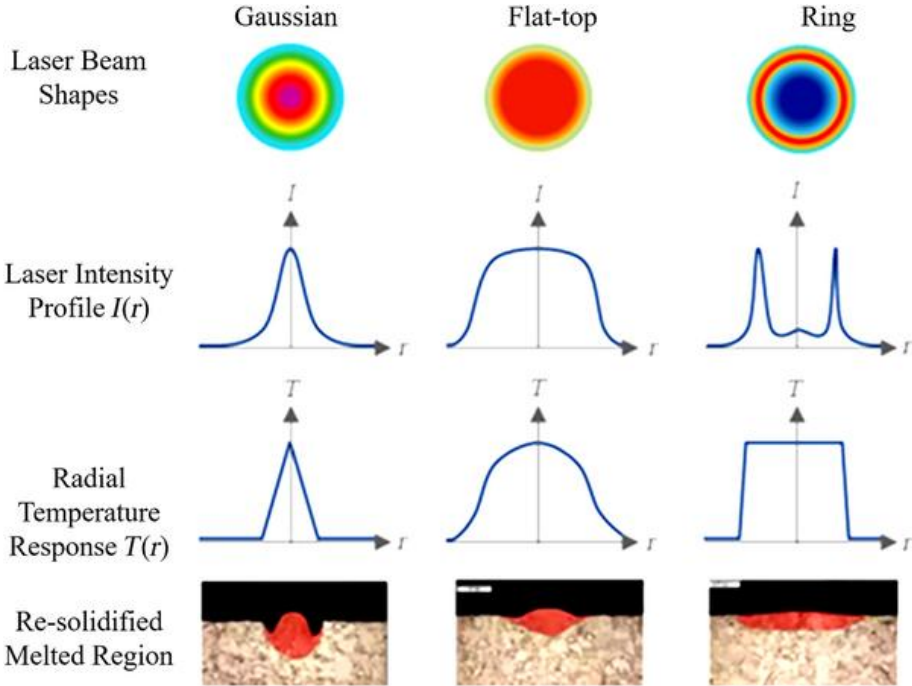 Gaussian Flat-top Ring
Laser Beam
Shapes
I I I
Laser Intensity
Profile I(r)
r r r
T T T
Radial
Temperature
Response T(r)
r r r
Re-solidified
Melted Region